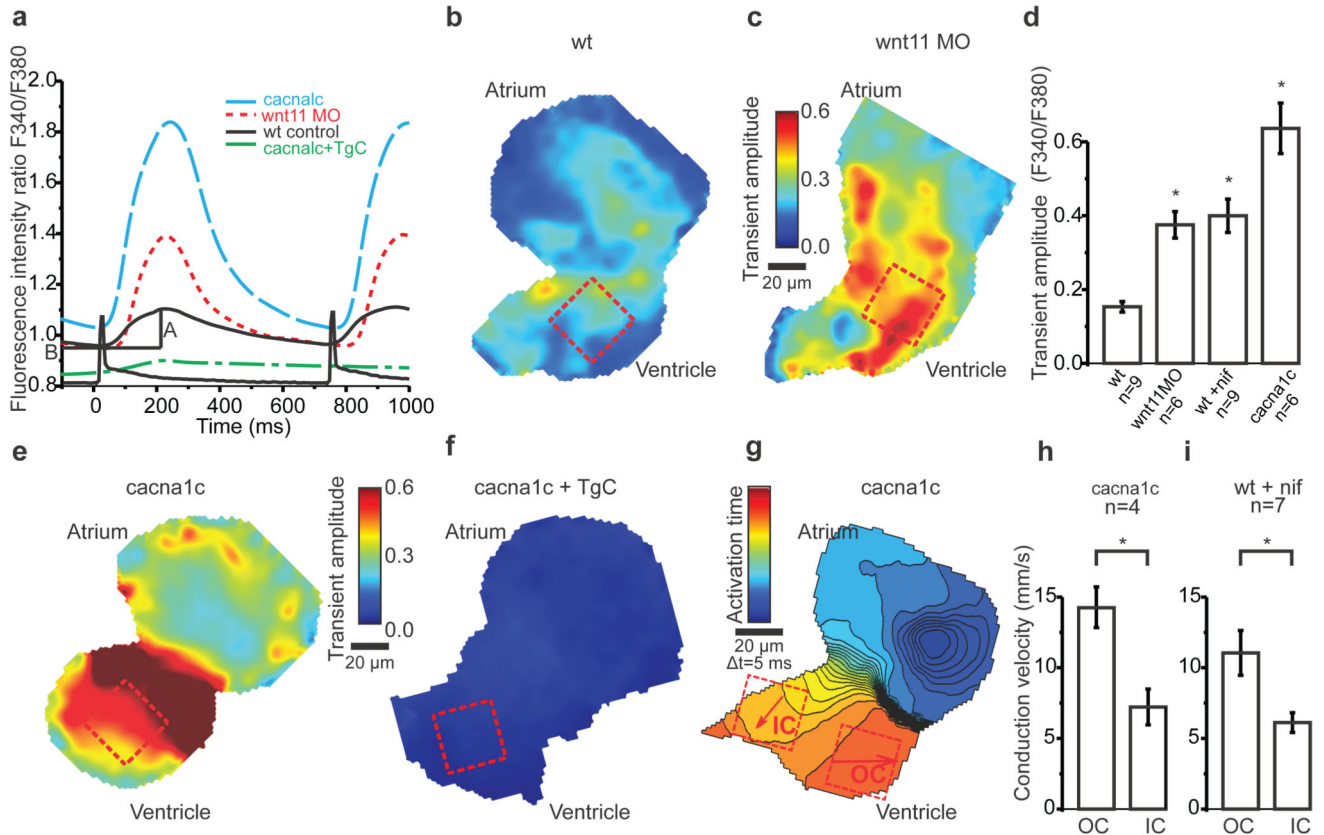 a
Fluorescence intensity ratio F340/F380
2.0
1.8
1.6
1.4
1.2
1.0
0.8
cacnalc
wnt11 MO
wt control
cacnalc+TgC
A
B
0
200
400
600
800
1000
Time (ms)
b
wt
Atrium
Ventricle
c
wnt11 MO
Atrium
Transient amplitude
0.6
0.3
0.0
20 µm
Ventricle
d
Transient amplitude (F340/F380)
0.6
0.4
0.2
0.0
*
*
*
wt
n=9
wnt11MO
n=6
wt +nif
n=9
cacna1c
n=6
e
cacna1c
Atrium
Ventricle
Transient amplitude
0.6
0.3
0.0
20 µm
f
cacna1c + TgC
Atrium
Ventricle
g
cacna1c
Activation time
20 µm
Δt=5 ms
Atrium
IC
OC
Ventricle
h
cacna1c
n=4
*
Conduction velocity (mm/s)
15
10
5
0
OC
IC
i
wt + nif
n=7
*
15
10
5
0
OC
IC